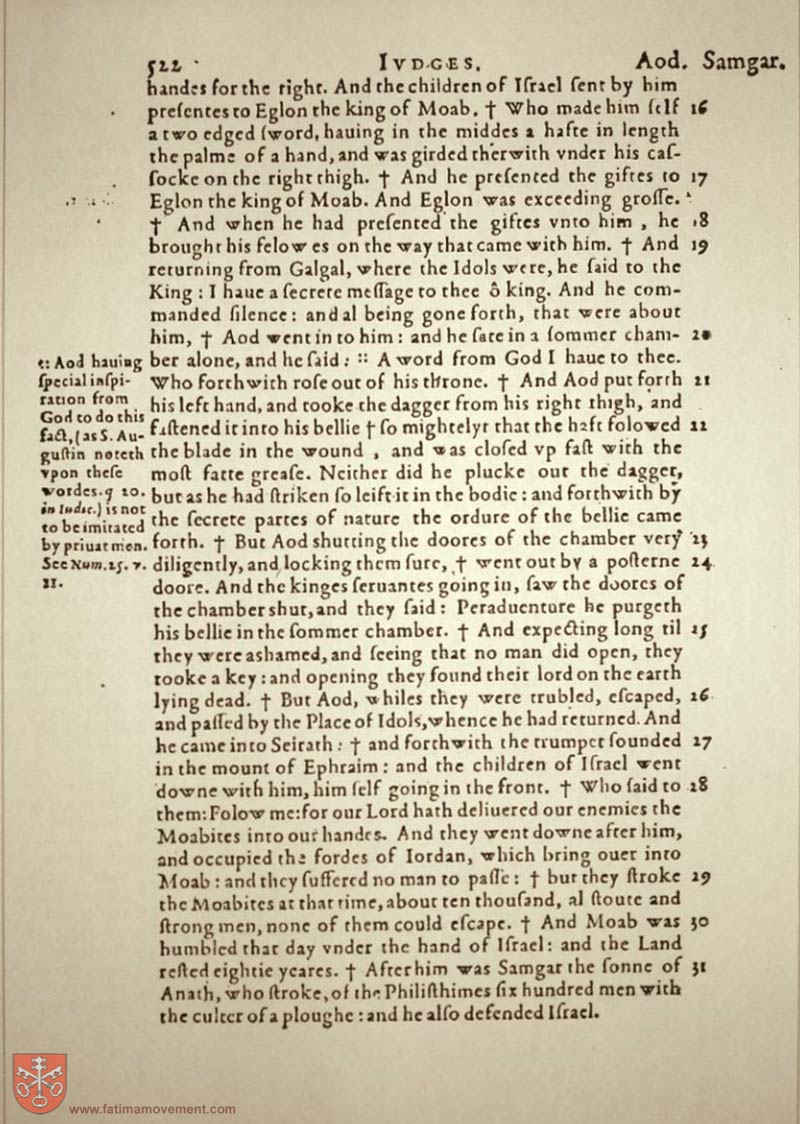 522 IVDGES. Aod. Samgar.
handes for the right. And the children of Iſrael ſent by him
preſentes to Eglon the king of Moab. † Who made him ſelf 16
a two edged ſword, hauing in the middes a hafte in length
the palme of a hand, and was girded therwith vnder his caſ-
ſocke on the right thigh. † And he preſented the giftes to 17
Eglon the king of Moab. And Eglon was exceeding groſſe.
† And when he had preſented the giftes vnto him, he 18
brought his felowes on the way that came with him. † And 19
returning from Galgal, where the Idols were, he ſaid to the
King: I haue a ſecrete meſſage to thee ô king. And he com-
manded ſilence: and al being gone forth, that were about
him, † Aod went in to him: and he ſate in a ſommer cham- 20
ber alone, and he ſaid: :: A word from God I haue to thee.
Who forthwith roſe out of his throne. † And Aod put forth 21
his left hand, and tooke the dagger from his right thigh, and
faſtened it into his bellie † ſo mightely that the haft folowed 22
the blade in the wound, and was cloſed vp faſt with the
moſt fatte greaſe. Neither did he plucke out the dagger,
but as he had ſtriken ſo leift it in the bodie: and forthwith by
the ſecrete partes of nature the ordure of the bellie came
forth. † But Aod shutting the doores of the chamber very 23
diligently, and locking them ſure, † went out by a poſterne 24
doore. And the kinges ſeruantes going in, ſaw the doores of
the chamber shut, and they ſaid: Peraduenture he purgeth
his bellie in the ſommer chamber. † And expecting long til 25
they were ashamed, and ſeeing that no man did open, they
tooke a key: and opening they found their lord on the earth
lying dead. † But Aod, whiles they were trubled, eſcaped, 26
and paſſed by the Place of Idols, whence he had returned. And
he came into Seirath: † and forthwith the trumpet ſounded 27
in the mount of Ephraim: and the children of Iſrael went
downe with him, him ſelf going in the front. † Who ſaid to 28
them: Folow me: for our Lord hath deliuered our enemies the
Moabites into our handes. And they went downe after him,
and occupied the fordes of Iordan, which bring ouer into
Moab: and they ſuffered no man to paſſe: † but they ſtroke 29
the Moabites at that time, about ten thouſand, al ſtoute and
ſtrong men, none of them could eſcape. † And Moab was 30
humbled that day vnder the hand of Iſrael: and the Land
reſted eightie yeares. † After him was Samgar the ſonne of 31
Anath, who ſtroke, of the Philiſthimes ſix hundred men with
the culter of a ploughe: and he alſo defended Iſrael.
:: Aod hauing
ſpecial inſpi-
ration from
God to do this
fact, (as S. Au-
guſtin noteth
vpon theſe
wordes. q 20.
in Iudic.) is not
to be imitated
by priuat men.
See Num. 25. v.
11.
www.fatimamovement.com